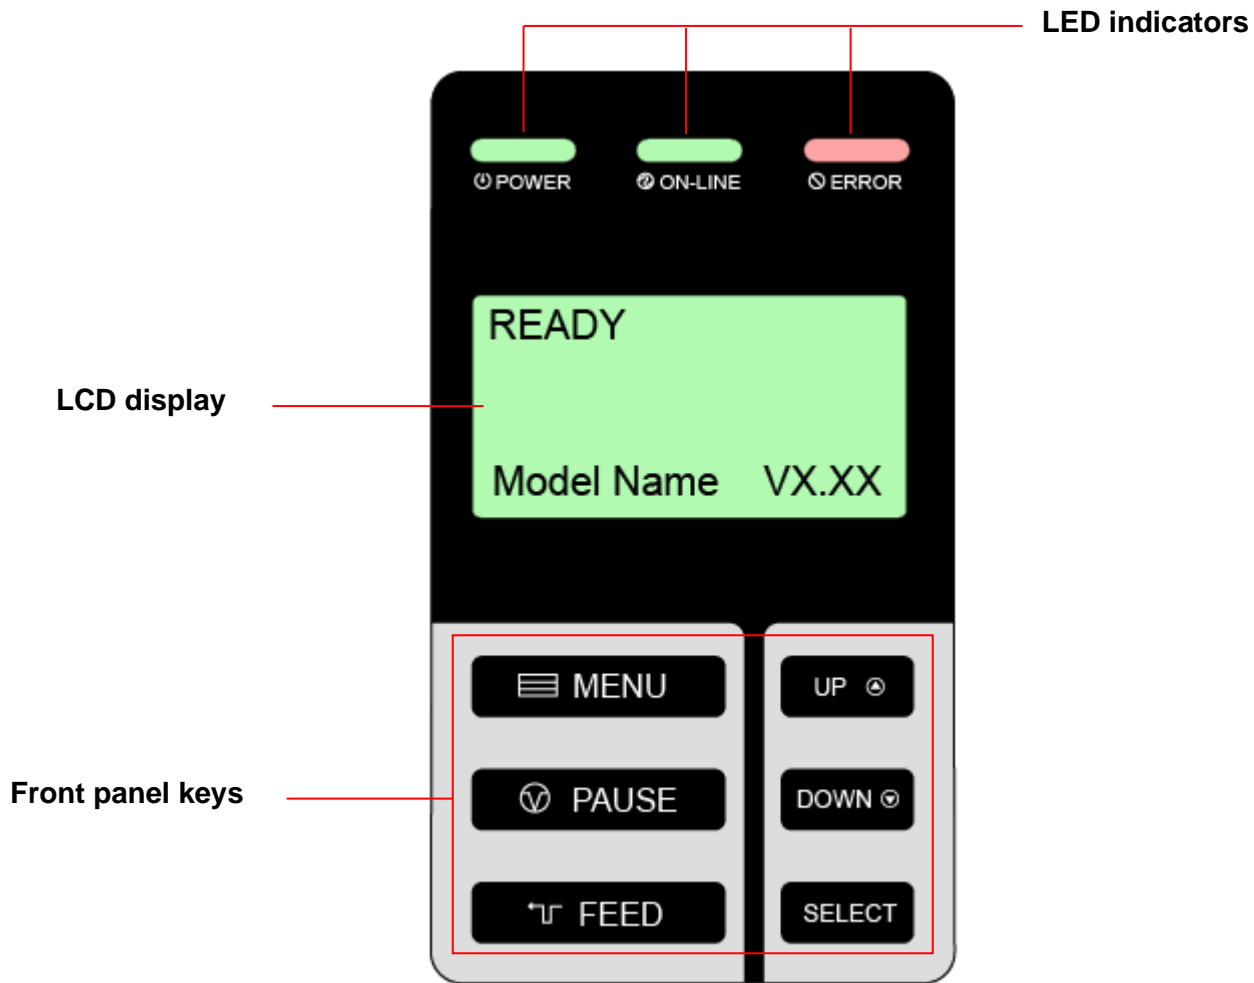 LED indicators
POWER
ON-LINE
ERROR
READY
LCD display
Model Name VX.XX
MENU
UP
Front panel keys
PAUSE
DOWN
FEED
SELECT